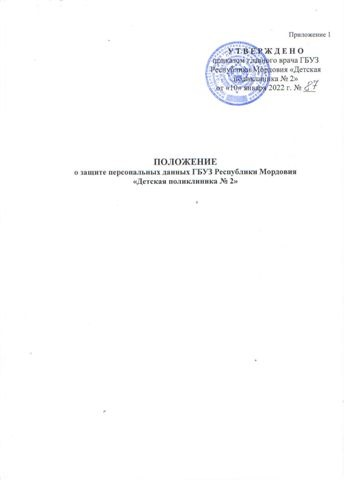 Приложение 1
УТВЕРЖДЕНО
приказом главного врача ГБУЗ
Республики Мордовия «Детская
поликлиника № 2»
от «10» января 2022 г. № 87
ПОЛОЖЕНИЕ
о защите персональных данных ГБУЗ Республики Мордовия
«Детская поликлиника № 2»